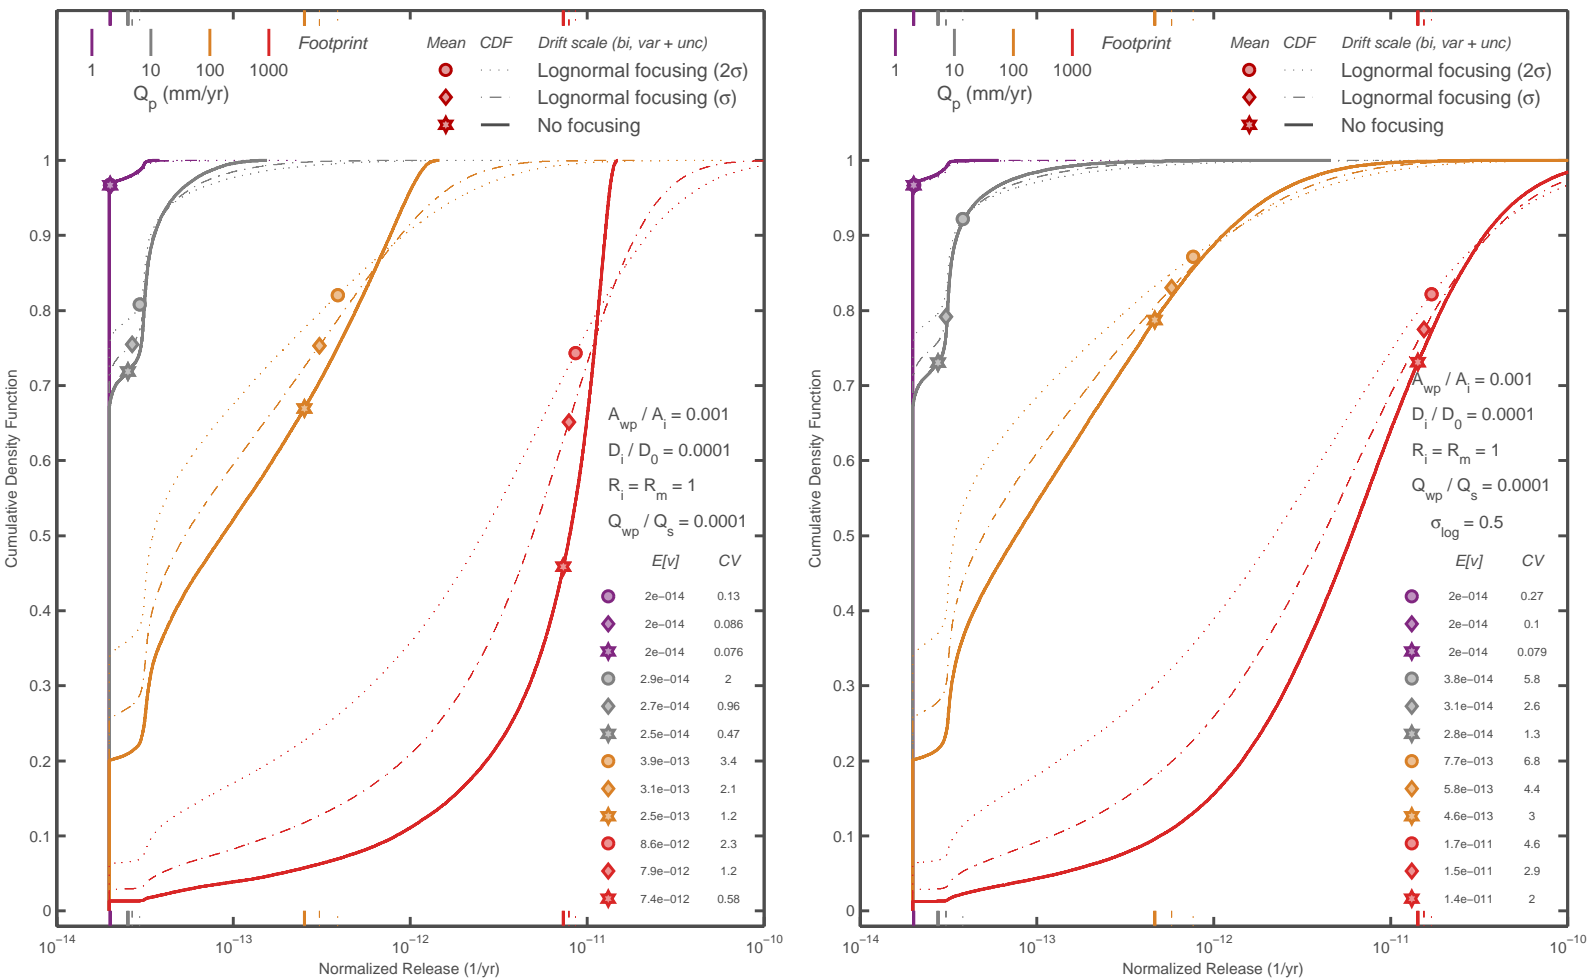 Footprint
1 10 100 1000
Q_p (mm/yr)
Mean CDF Drift scale (bi, var + unc)
Lognormal focusing (2σ)
Lognormal focusing (σ)
No focusing
1
0.9
0.8
0.7
0.6
0.5
0.4
0.3
0.2
0.1
0
Cumulative Density Function
A_wp / A_i = 0.001
D_i / D_0 = 0.0001
R_i = R_m = 1
Q_wp / Q_s = 0.0001
E[v] CV
2e−014 0.13
2e−014 0.086
2e−014 0.076
2.9e−014 2
2.7e−014 0.96
2.5e−014 0.47
3.9e−013 3.4
3.1e−013 2.1
2.5e−013 1.2
8.6e−012 2.3
7.9e−012 1.2
7.4e−012 0.58
10^−14 10^−13 10^−12 10^−11 10^−10
Normalized Release (1/yr)
Footprint
1 10 100 1000
Q_p (mm/yr)
Mean CDF Drift scale (bi, var + unc)
Lognormal focusing (2σ)
Lognormal focusing (σ)
No focusing
1
0.9
0.8
0.7
0.6
0.5
0.4
0.3
0.2
0.1
0
Cumulative Density Function
A_wp / A_i = 0.001
D_i / D_0 = 0.0001
R_i = R_m = 1
Q_wp / Q_s = 0.0001
σ_log = 0.5
E[v] CV
2e−014 0.27
2e−014 0.1
2e−014 0.079
3.8e−014 5.8
3.1e−014 2.6
2.8e−014 1.3
7.7e−013 6.8
5.8e−013 4.4
4.6e−013 3
1.7e−011 4.6
1.5e−011 2.9
1.4e−011 2
10^−14 10^−13 10^−12 10^−11 10^−10
Normalized Release (1/yr)